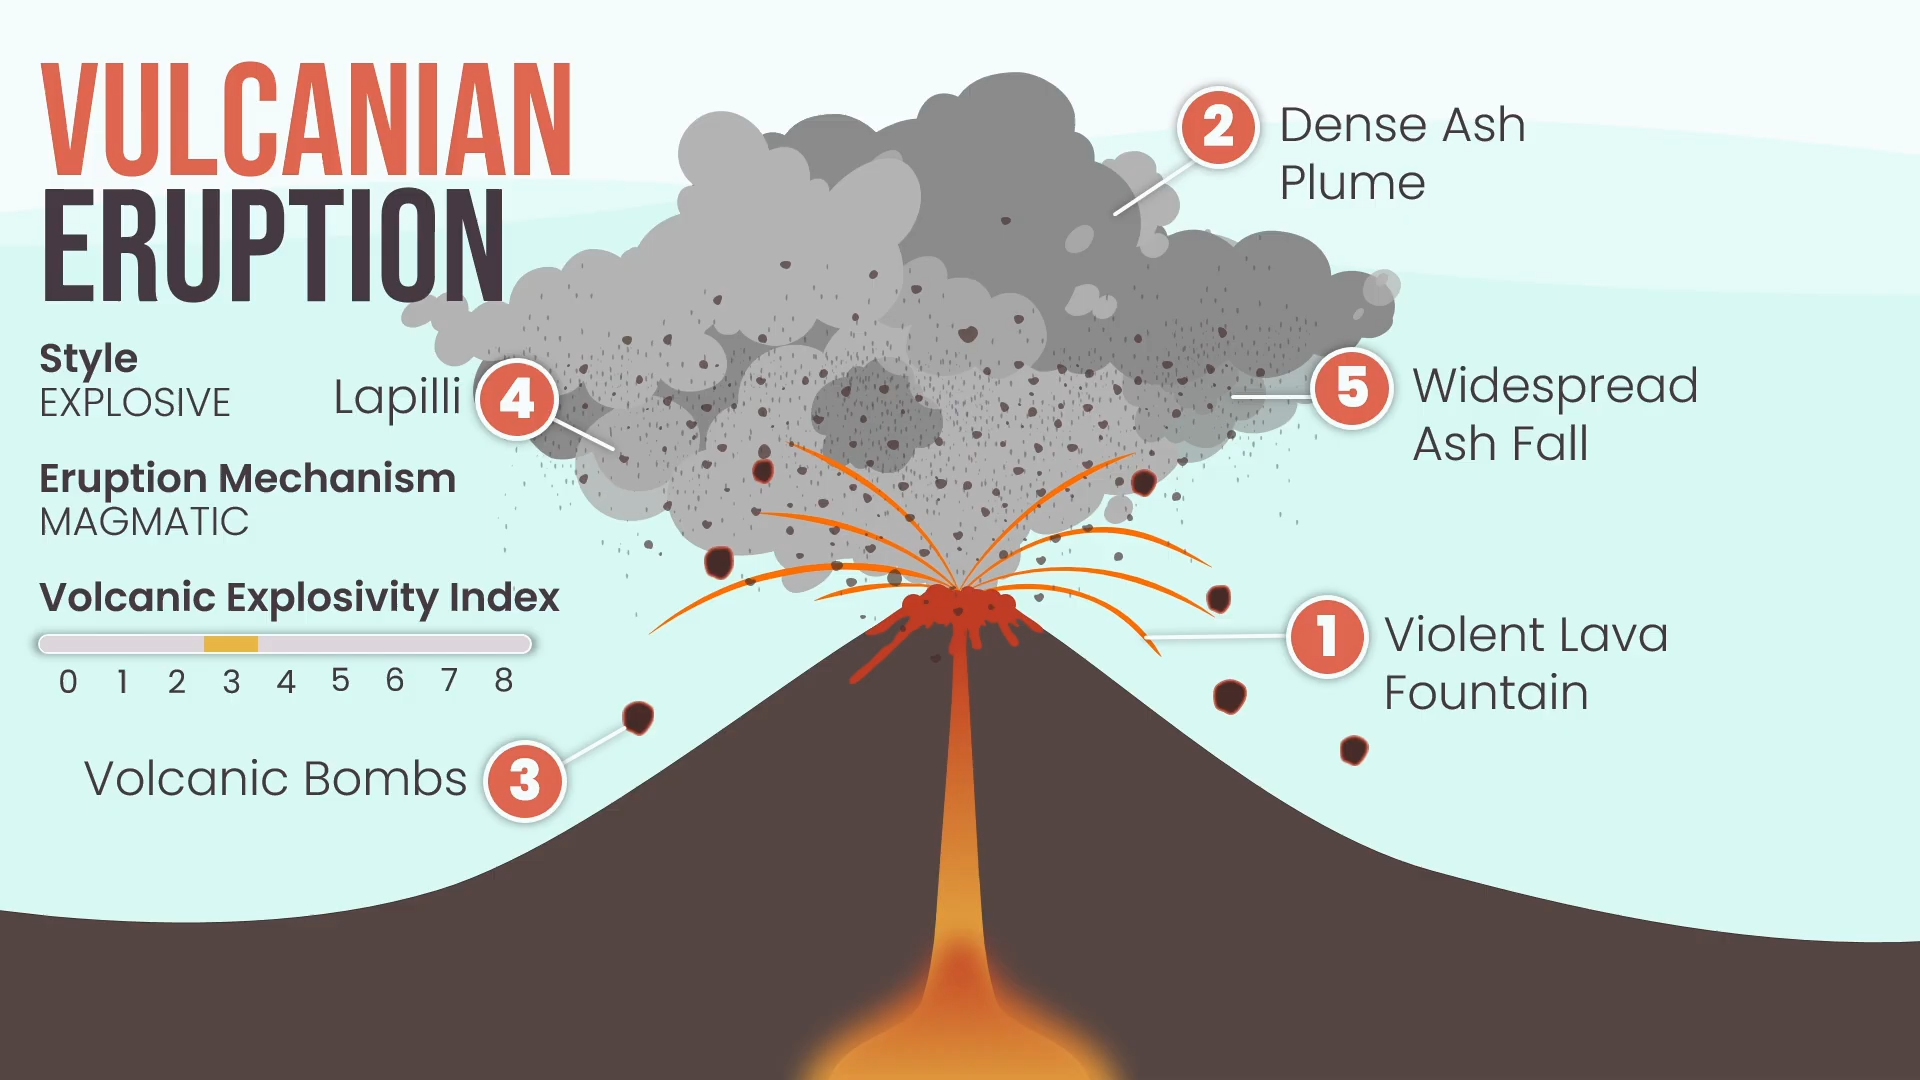 VULCANIAN
ERUPTION
Style
EXPLOSIVE
Eruption Mechanism
MAGMATIC
Volcanic Explosivity Index
0 1 2 3 4 5 6 7 8
2 Dense Ash
Plume
Lapilli 4
5 Widespread
Ash Fall
1 Violent Lava
Fountain
Volcanic Bombs 3